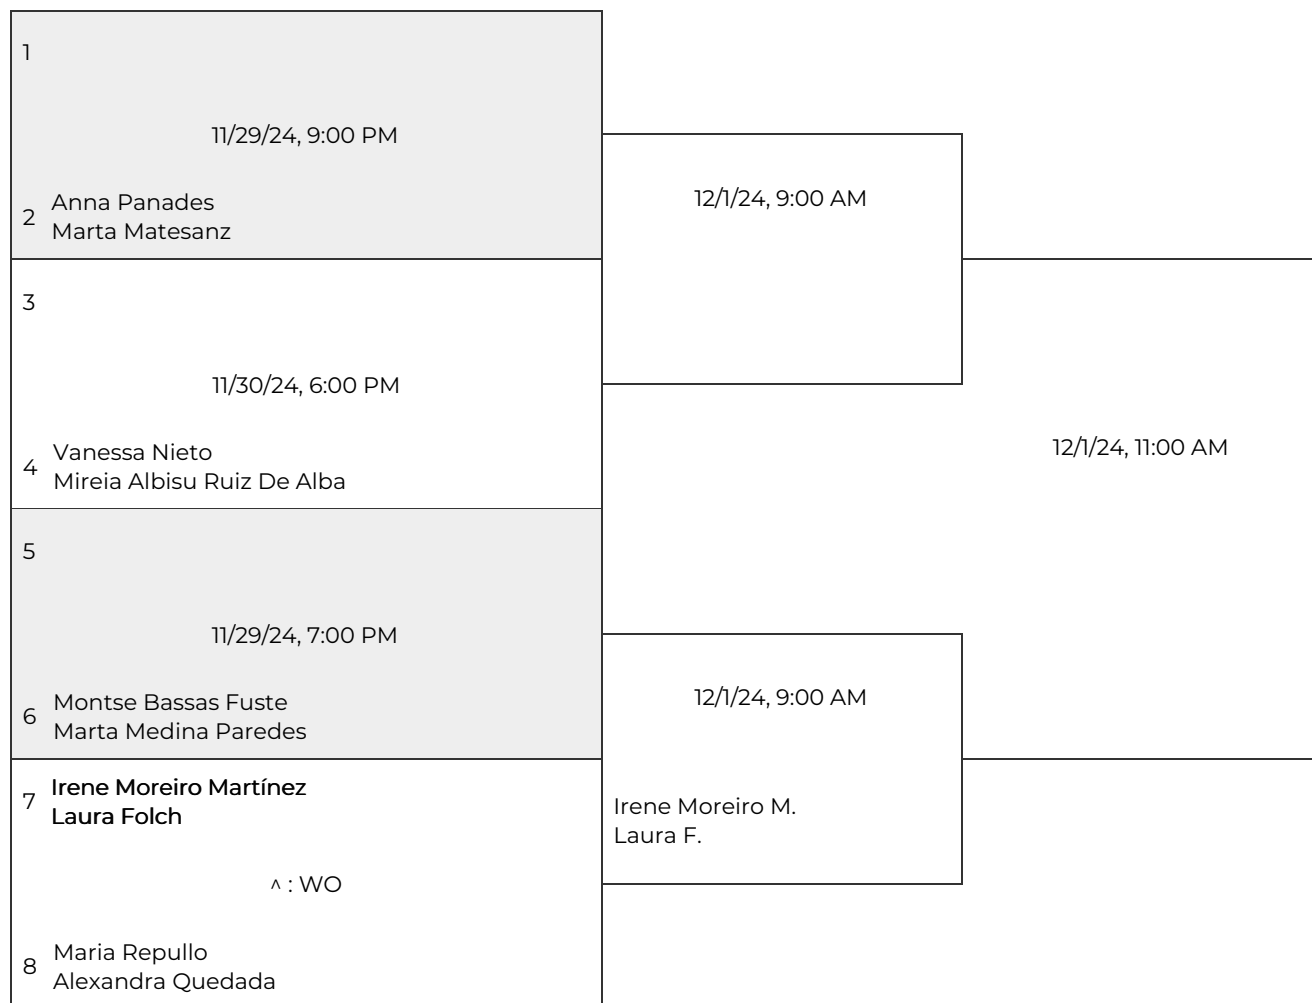 1
11/29/24, 9:00 PM
2
Anna Panades
Marta Matesanz
3
11/30/24, 6:00 PM
4
Vanessa Nieto
Mireia Albisu Ruiz De Alba
5
11/29/24, 7:00 PM
6
Montse Bassas Fuste
Marta Medina Paredes
7
Irene Moreiro Martínez
Laura Folch
^ : WO
8
Maria Repullo
Alexandra Quedada
12/1/24, 9:00 AM
12/1/24, 9:00 AM
Irene Moreiro M.
Laura F.
12/1/24, 11:00 AM